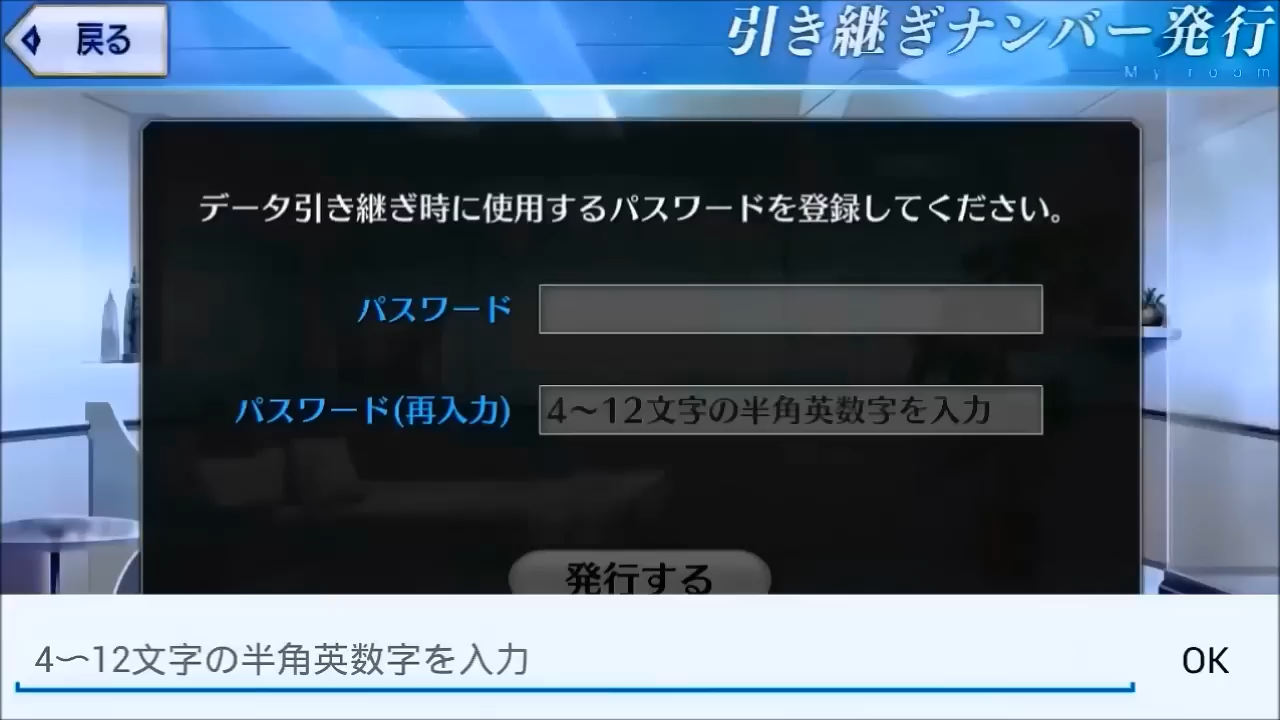 戻る
引き継ぎナンバー発行
My room
データ引き継ぎ時に使用するパスワードを登録してください。
パスワード
パスワード(再入力) 4〜12文字の半角英数字を入力
発行する
4〜12文字の半角英数字を入力 OK